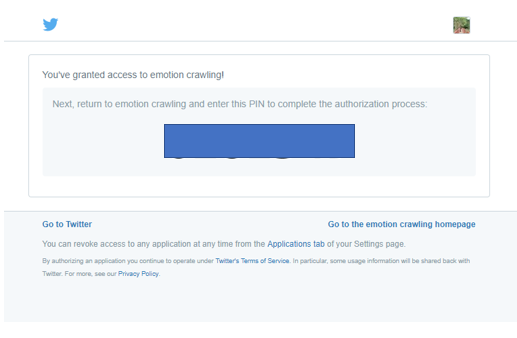 You've granted access to emotion crawling!
Next, return to emotion crawling and enter this PIN to complete the authorization process:
Go to Twitter
Go to the emotion crawling homepage
You can revoke access to any application at any time from the Applications tab of your Settings page.
By authorizing an application you continue to operate under Twitter's Terms of Service. In particular, some usage information will be shared back with
Twitter. For more, see our Privacy Policy.